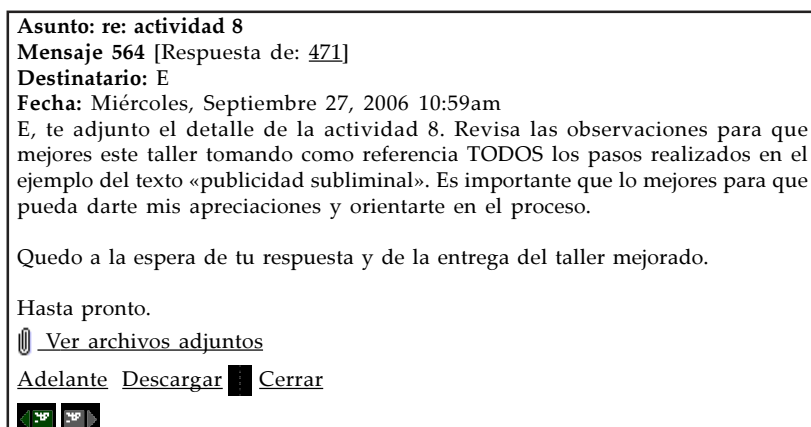 Asunto: re: actividad 8
Mensaje 564 [Respuesta de: 471]
Destinatario: E
Fecha: Miércoles, Septiembre 27, 2006 10:59am
E, te adjunto el detalle de la actividad 8. Revisa las observaciones para que
mejores este taller tomando como referencia TODOS los pasos realizados en el
ejemplo del texto «publicidad subliminal». Es importante que lo mejores para que
pueda darte mis apreciaciones y orientarte en el proceso.
Quedo a la espera de tu respuesta y de la entrega del taller mejorado.
Hasta pronto.
Ver archivos adjuntos
Adelante Descargar Cerrar